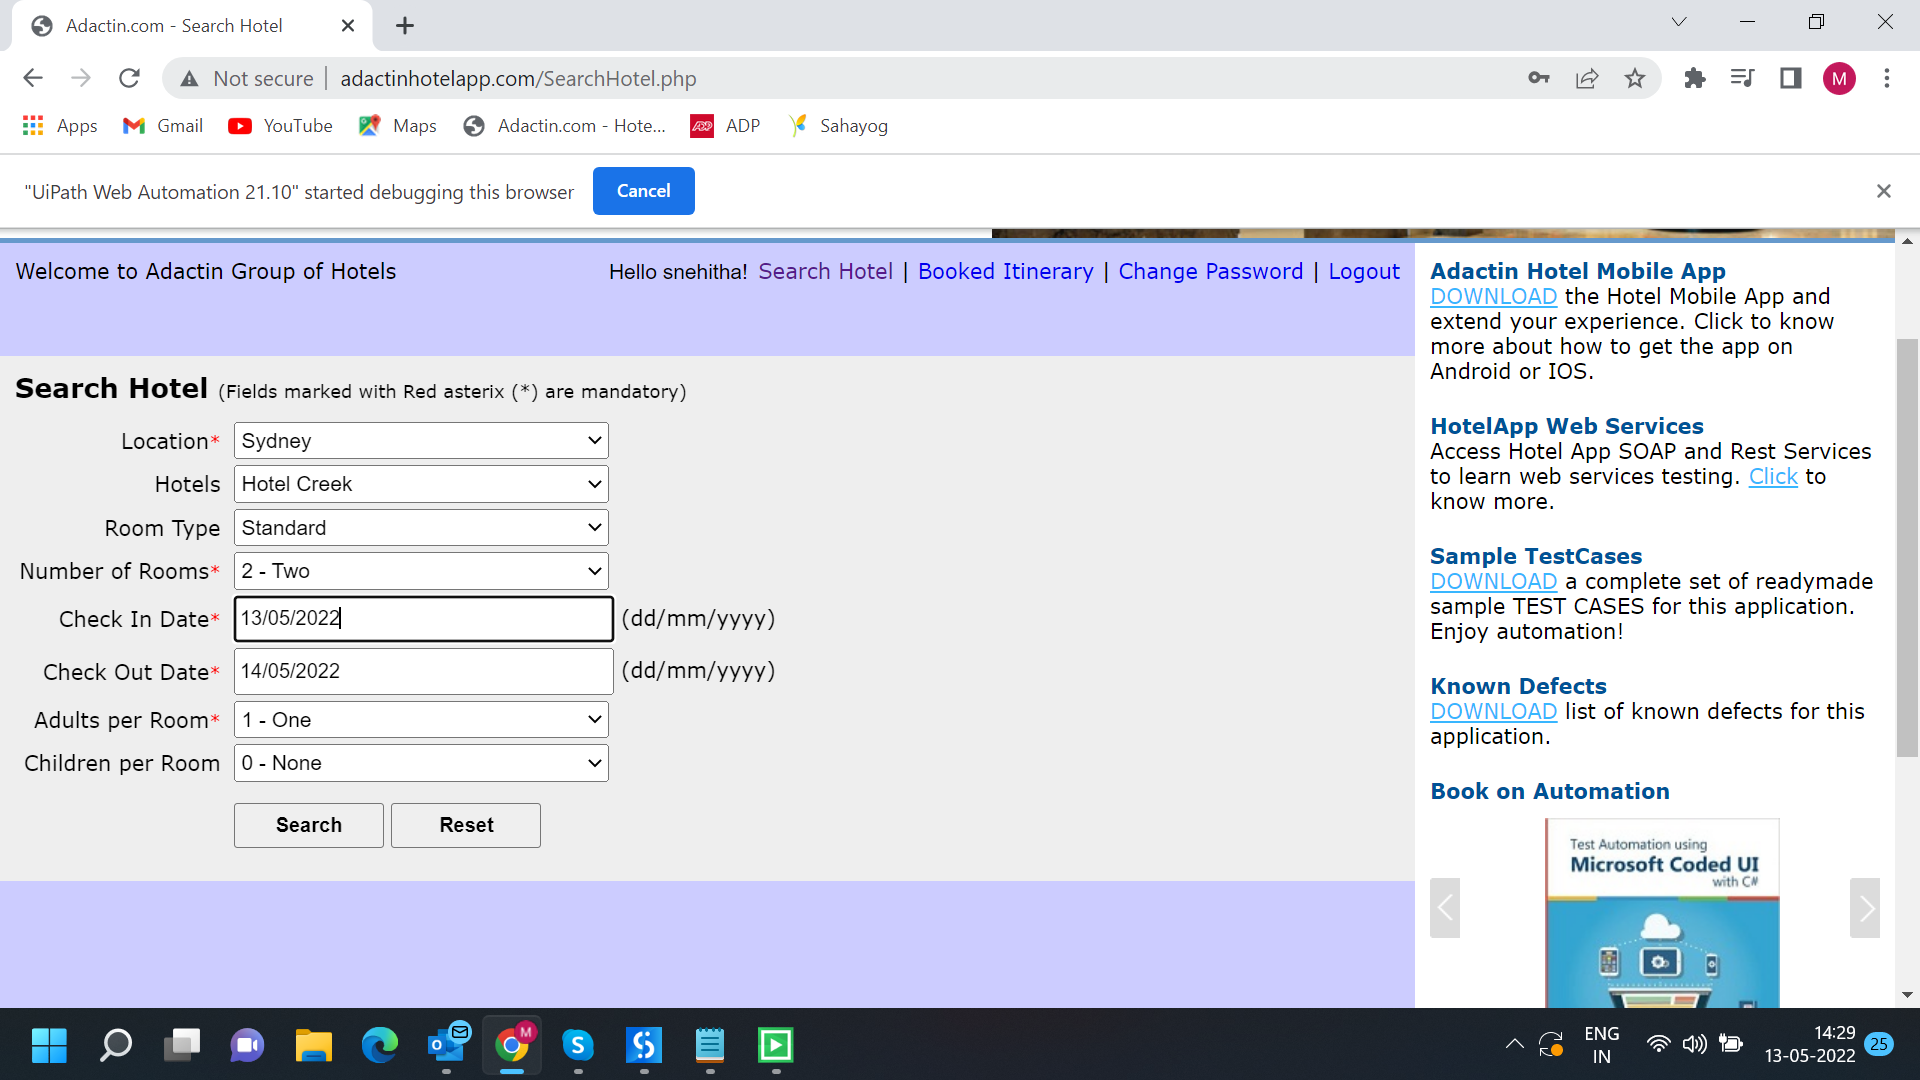 Adactin.com - Search Hotel
Not secure | adactinhotelapp.com/SearchHotel.php
M
Apps Gmail YouTube Maps Adactin.com - Hote... ADP ADP Sahayog
"UiPath Web Automation 21.10" started debugging this browser Cancel
Welcome to Adactin Group of Hotels Hello snehitha! Search Hotel | Booked Itinerary | Change Password | Logout
Search Hotel (Fields marked with Red asterix (*) are mandatory)
Location* Sydney
Hotels Hotel Creek
Room Type Standard
Number of Rooms* 2 - Two
Check In Date* 13/05/2022 (dd/mm/yyyy)
Check Out Date* 14/05/2022 (dd/mm/yyyy)
Adults per Room* 1 - One
Children per Room 0 - None
Search Reset
Adactin Hotel Mobile App
DOWNLOAD the Hotel Mobile App and
extend your experience. Click to know
more about how to get the app on
Android or IOS.
HotelApp Web Services
Access Hotel App SOAP and Rest Services
to learn web services testing. Click to
know more.
Sample TestCases
DOWNLOAD a complete set of readymade
sample TEST CASES for this application.
Enjoy automation!
Known Defects
DOWNLOAD list of known defects for this
application.
Book on Automation
Test Automation using
Microsoft Coded UI
with C#
M
ENG
IN
14:29
13-05-2022
25